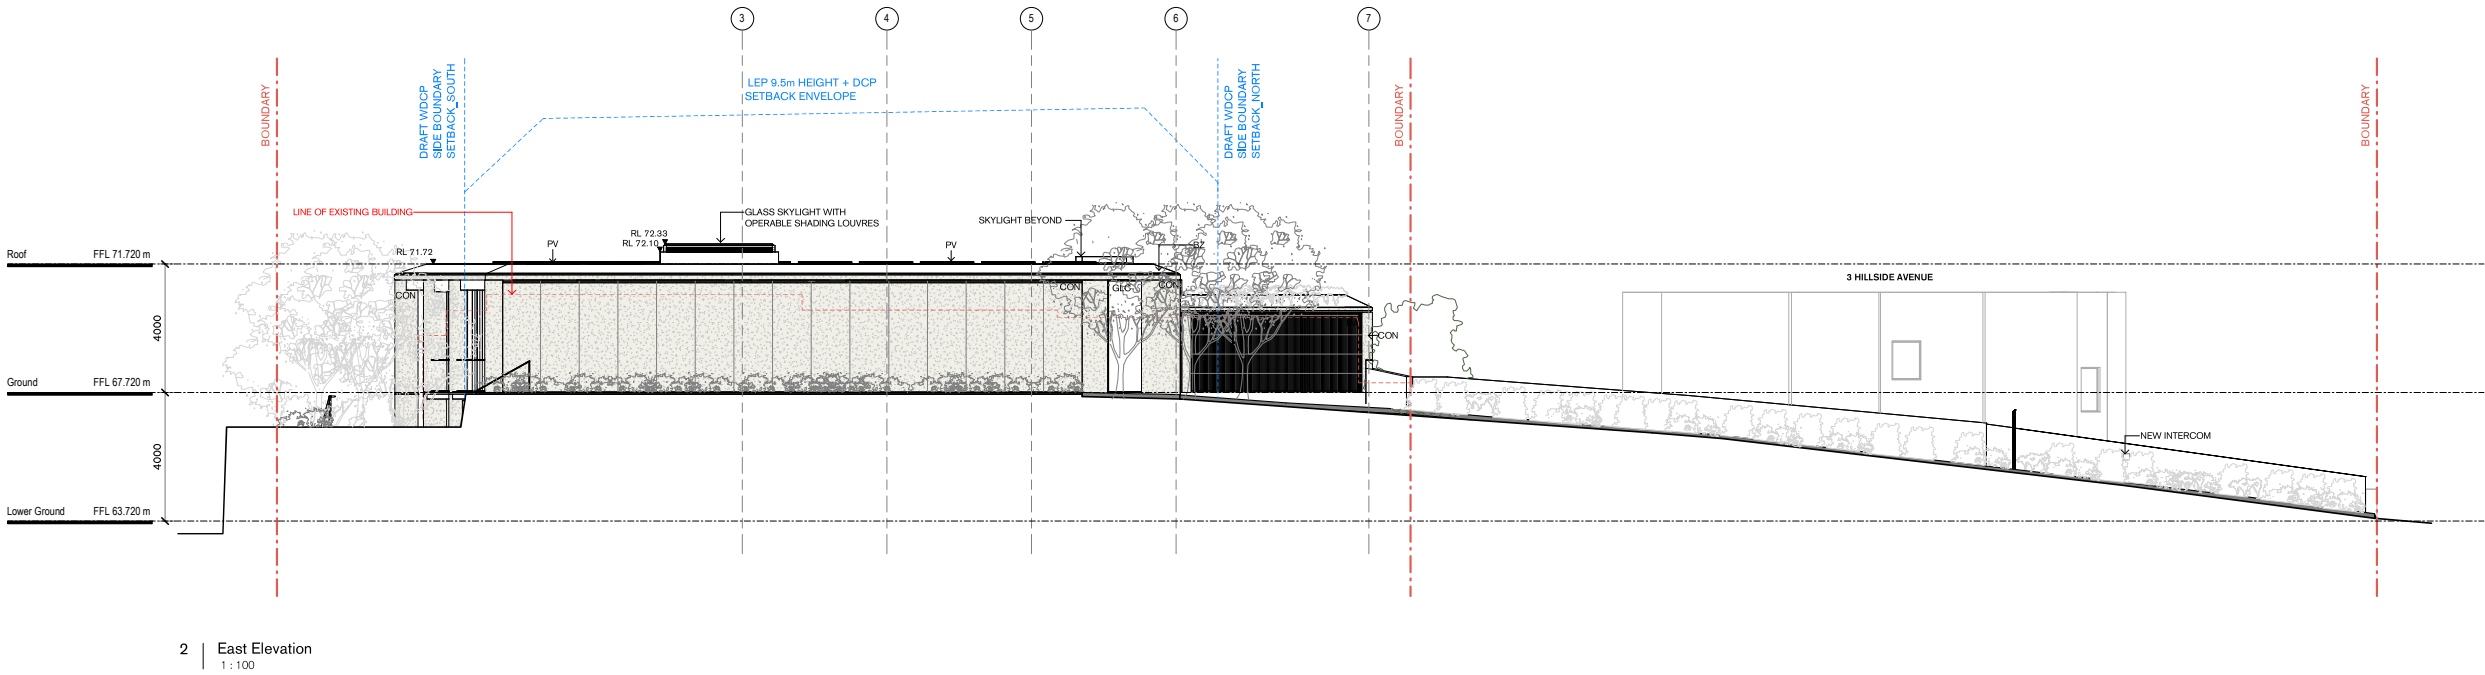 3
4
5
6
7
BOUNDARY
DRAFT WDCP
SIDE BOUNDARY
SETBACK_SOUTH
LEP 9.5m HEIGHT + DCP
SETBACK ENVELOPE
DRAFT WDCP
SIDE BOUNDARY
SETBACK_NORTH
BOUNDARY
BOUNDARY
LINE OF EXISTING BUILDING
GLASS SKYLIGHT WITH
OPERABLE SHADING LOUVRES
SKYLIGHT BEYOND
RL 72.33
RL 72.10
RL 71.72
PV
PV
BZ
Roof FFL 71.720 m
3 HILLSIDE AVENUE
CON
CON
GLC
CON
CON
4000
Ground FFL 67.720 m
4000
NEW INTERCOM
Lower Ground FFL 63.720 m
2 East Elevation
1 : 100